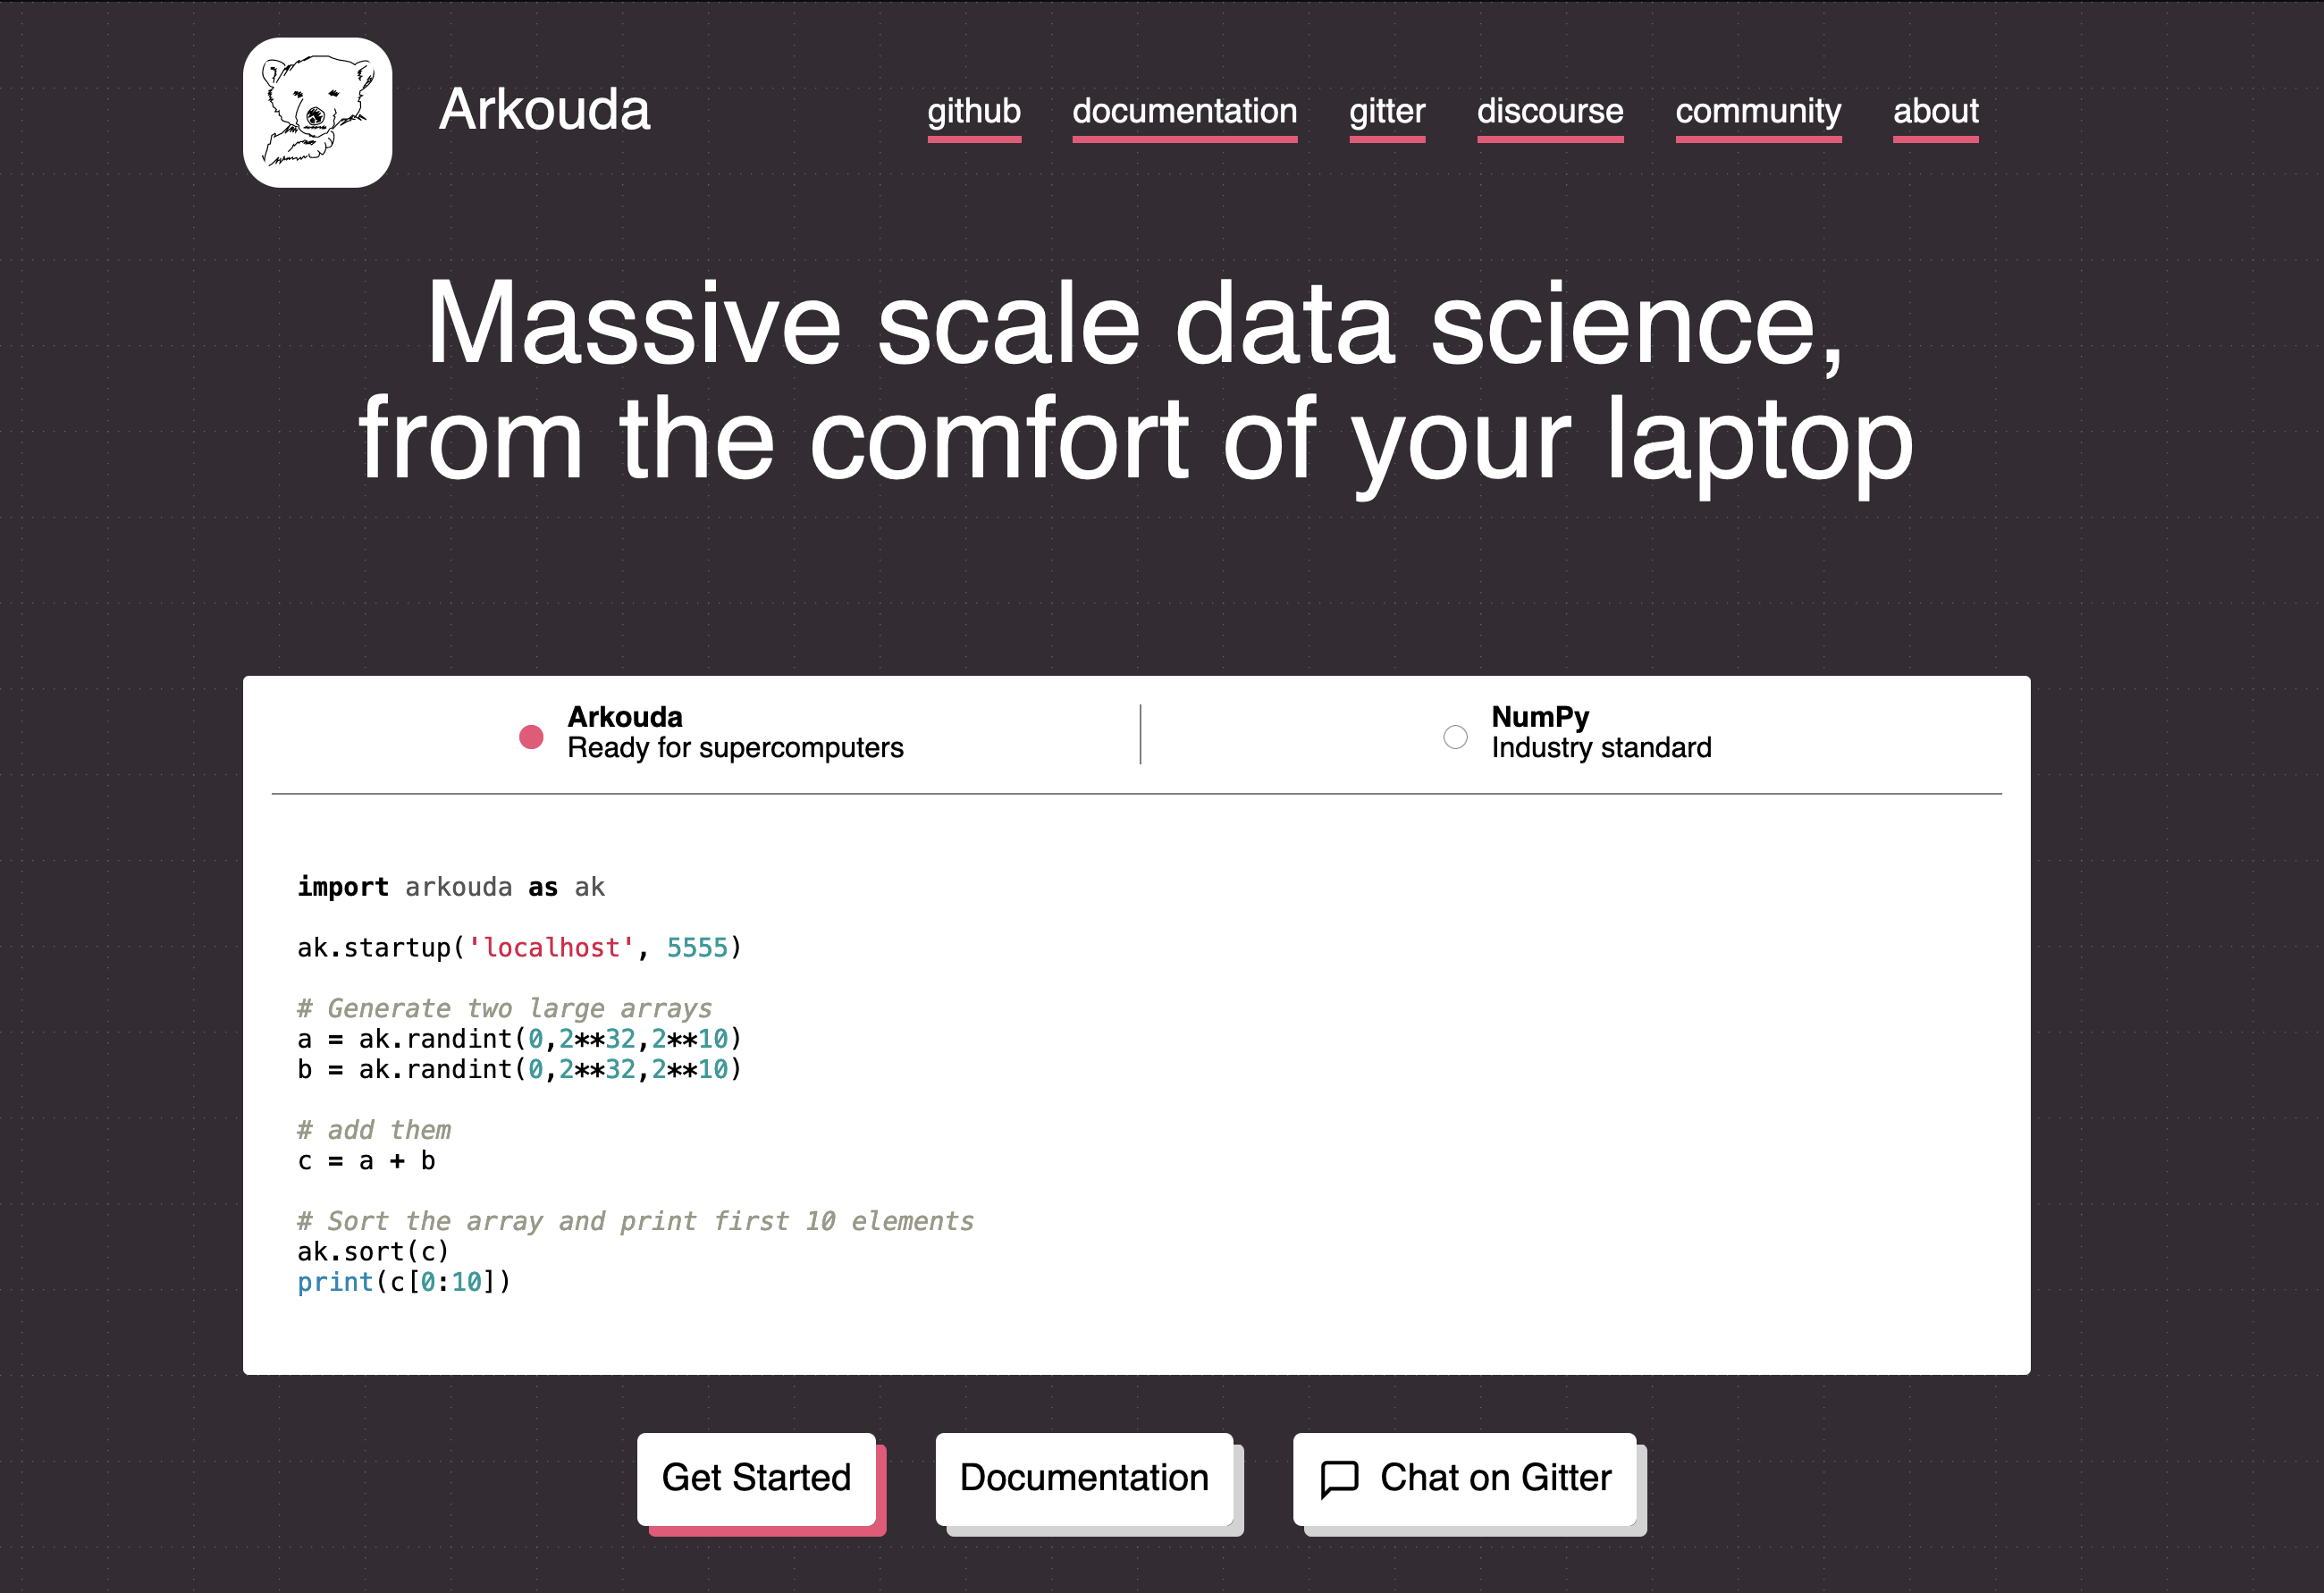 Arkouda
github documentation gitter discourse community about
Massive scale data science,
from the comfort of your laptop
Arkouda
Ready for supercomputers
NumPy
Industry standard
import arkouda as ak
ak.startup('localhost', 5555)
# Generate two large arrays
a = ak.randint(0,2**32,2**10)
b = ak.randint(0,2**32,2**10)
# add them
c = a + b
# Sort the array and print first 10 elements
ak.sort(c)
print(c[0:10])
Get Started
Documentation
Chat on Gitter